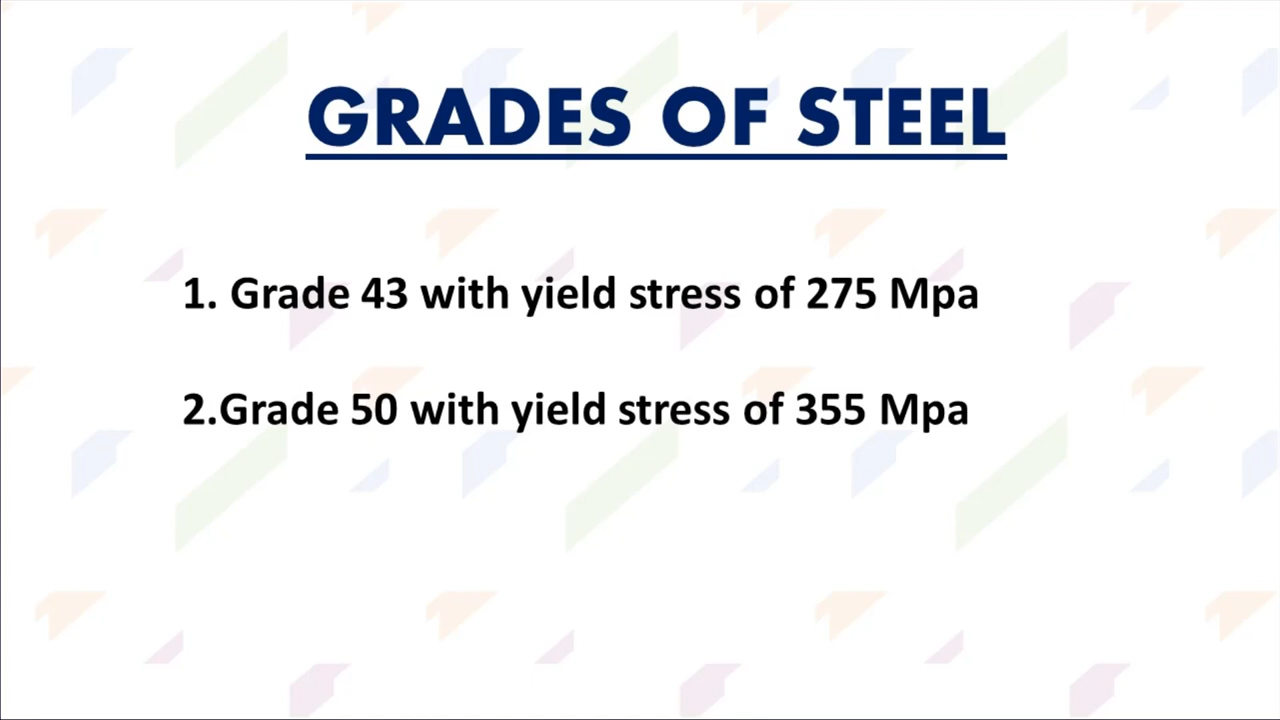 GRADES OF STEEL
1. Grade 43 with yield stress of 275 Mpa
2.Grade 50 with yield stress of 355 Mpa